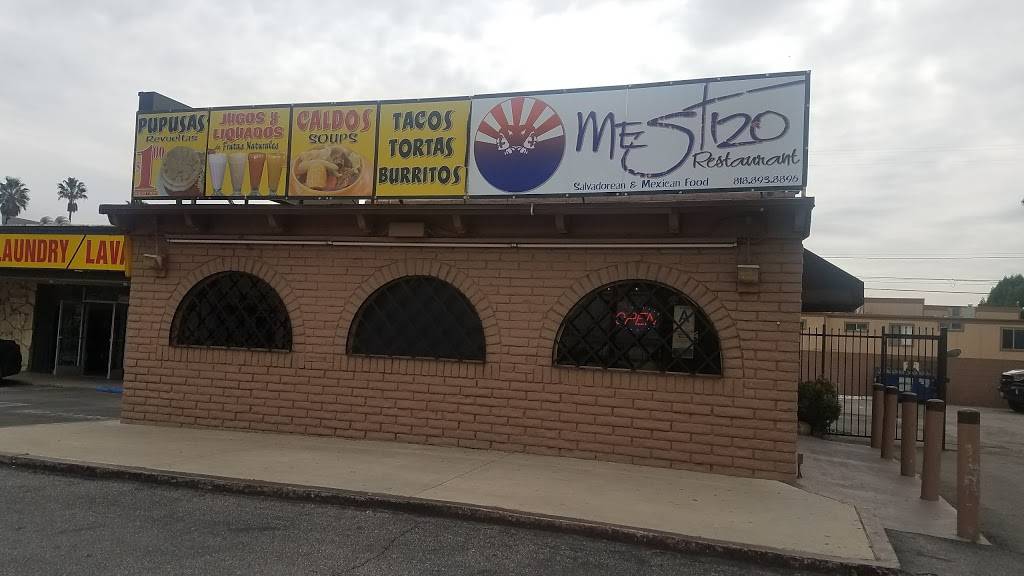 PUPUSAS
Revueltas
1
JUGOS Y
LIQUADOS
de Frutas Naturales
CALDOS
SOUPS
TACOS
TORTAS
BURRITOS
MESTIZO
Restaurant
Salvadorean & Mexican Food
818.893.8896
LAUNDRY/LAVA
OPEN
A